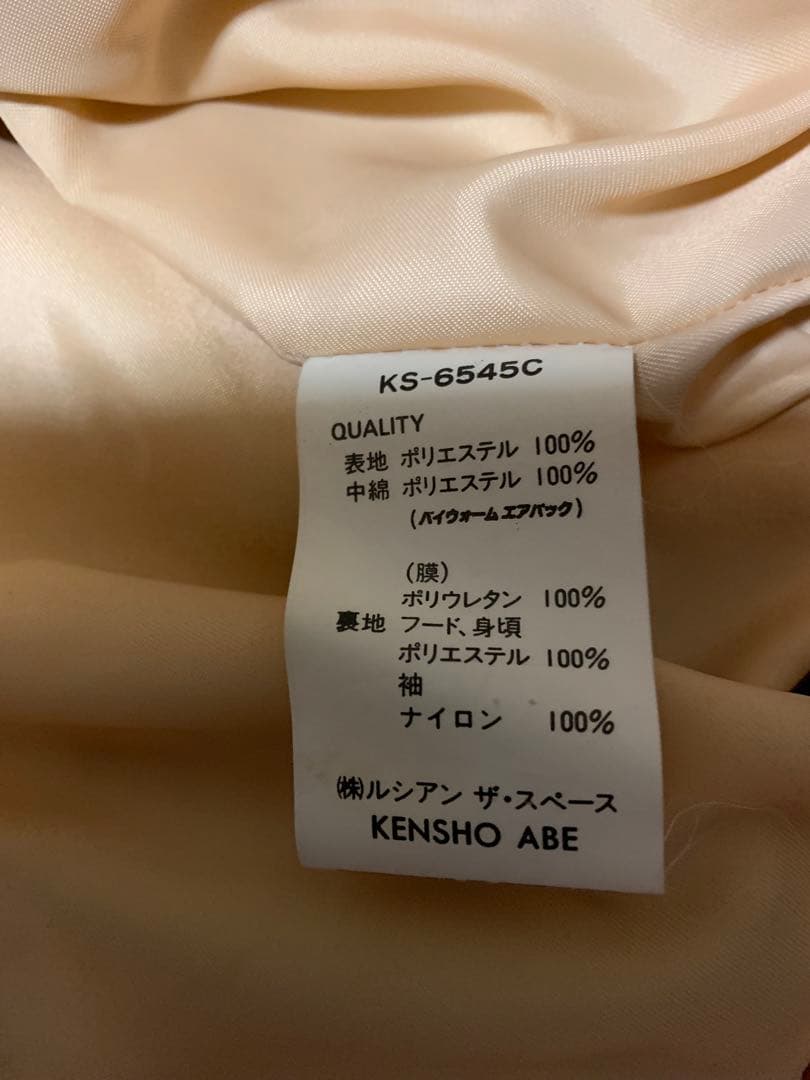 KS-6545C
QUALITY
表地 ポリエステル 100%
中綿 ポリエステル 100%
(バイウォーム エアパック)
(膜)
ポリウレタン 100%
裏地 フード、身頃
ポリエステル 100%
袖
ナイロン 100%
㈱ルシアン ザ・スペース
KENSHO ABE